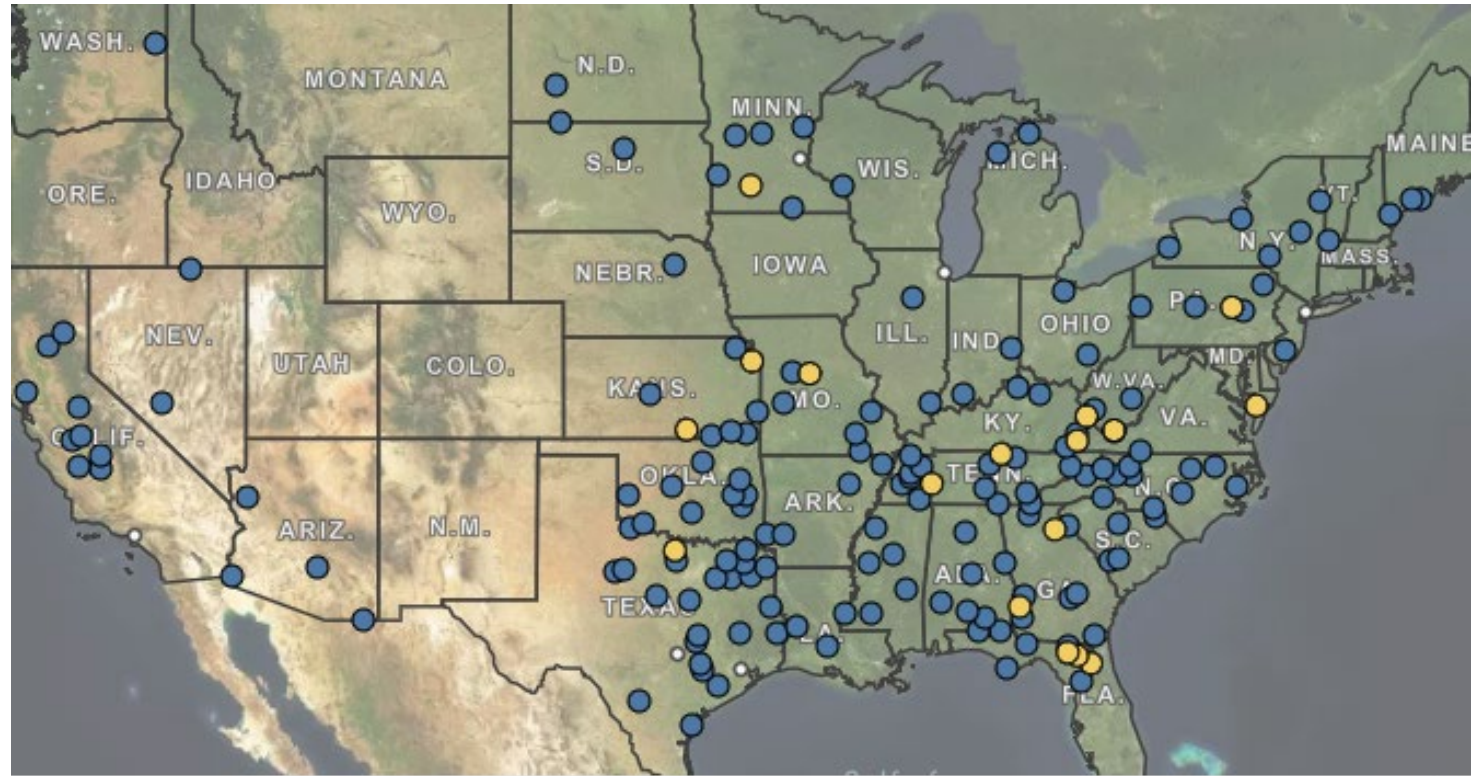 WASH.
MONTANA
N.D.
MINN.
MAINE
ORE.
IDAHO
S.D.
WIS.
MICH.
VT.
WYO.
N.Y.
MASS.
NEBR.
IOWA
PA.
NEV.
UTAH
COLO.
ILL.
IND
OHIO
MD.
KANS.
MO.
W.VA.
KY.
VA.
CALIF.
OKLA.
TENN.
N.C.
ARIZ.
N.M.
ARK.
S.C.
TEXAS
ALA.
GA.
LA.
FLA.